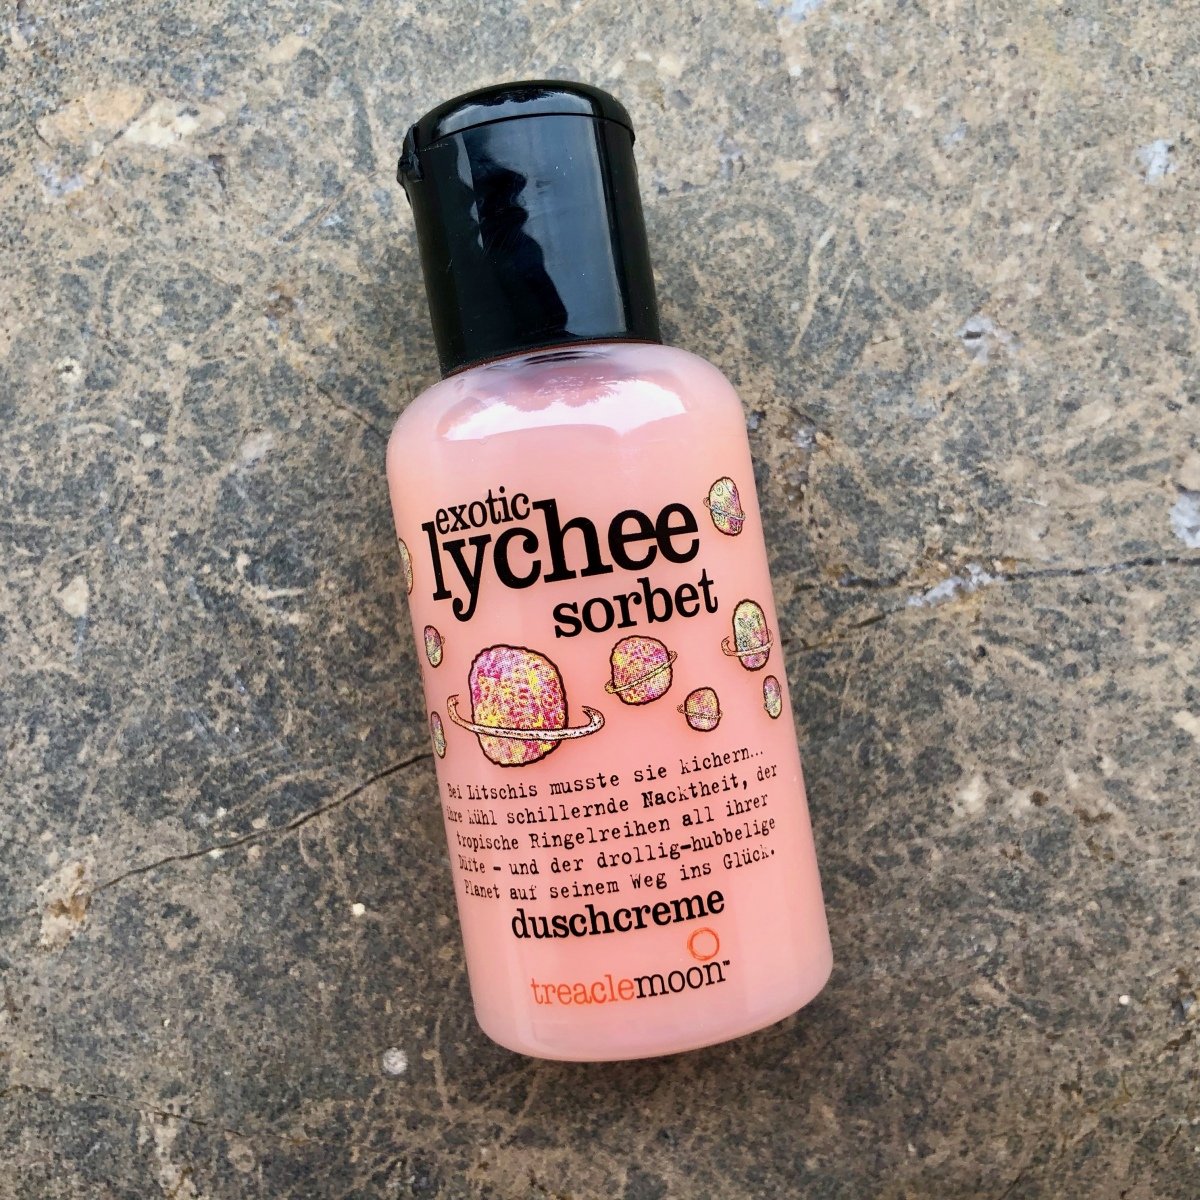 exotic
lychee
sorbet
Bei Litschis musste sie kichern...
ihre kühl schillernde Nacktheit, der
tropische Ringelreihen all ihrer
Düfte - und der drollig-hubbelige
Planet auf seinem Weg ins Glück.
duschcreme
treaclemoon™